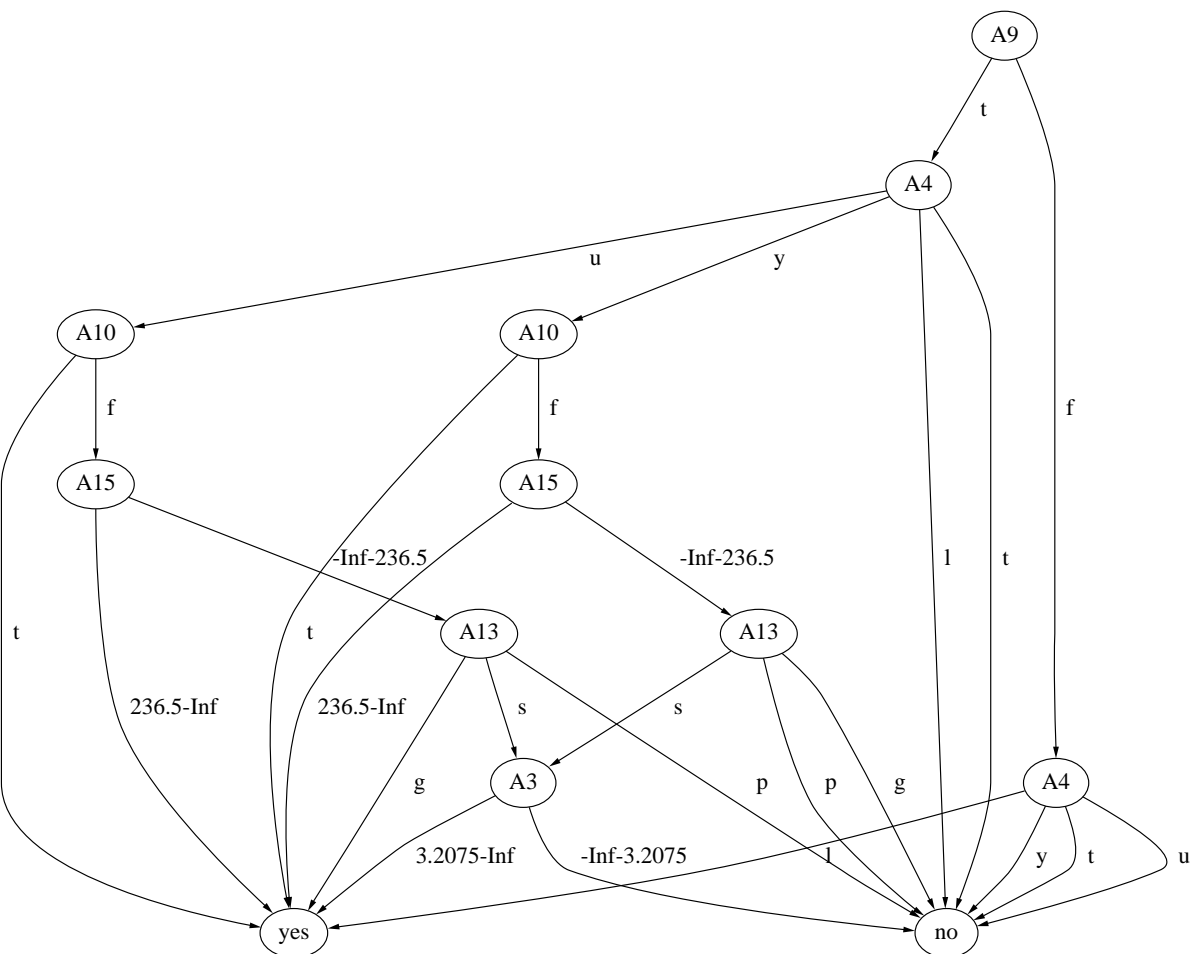 A9
t
A4
u
y
A10
A10
f
f
f
A15
A15
-Inf-236.5
-Inf-236.5
l
t
t
t
A13
A13
236.5-Inf
236.5-Inf
s
s
A3
g
p
p
g
A4
3.2075-Inf
-Inf-3.2075
l
y
t
u
yes
no